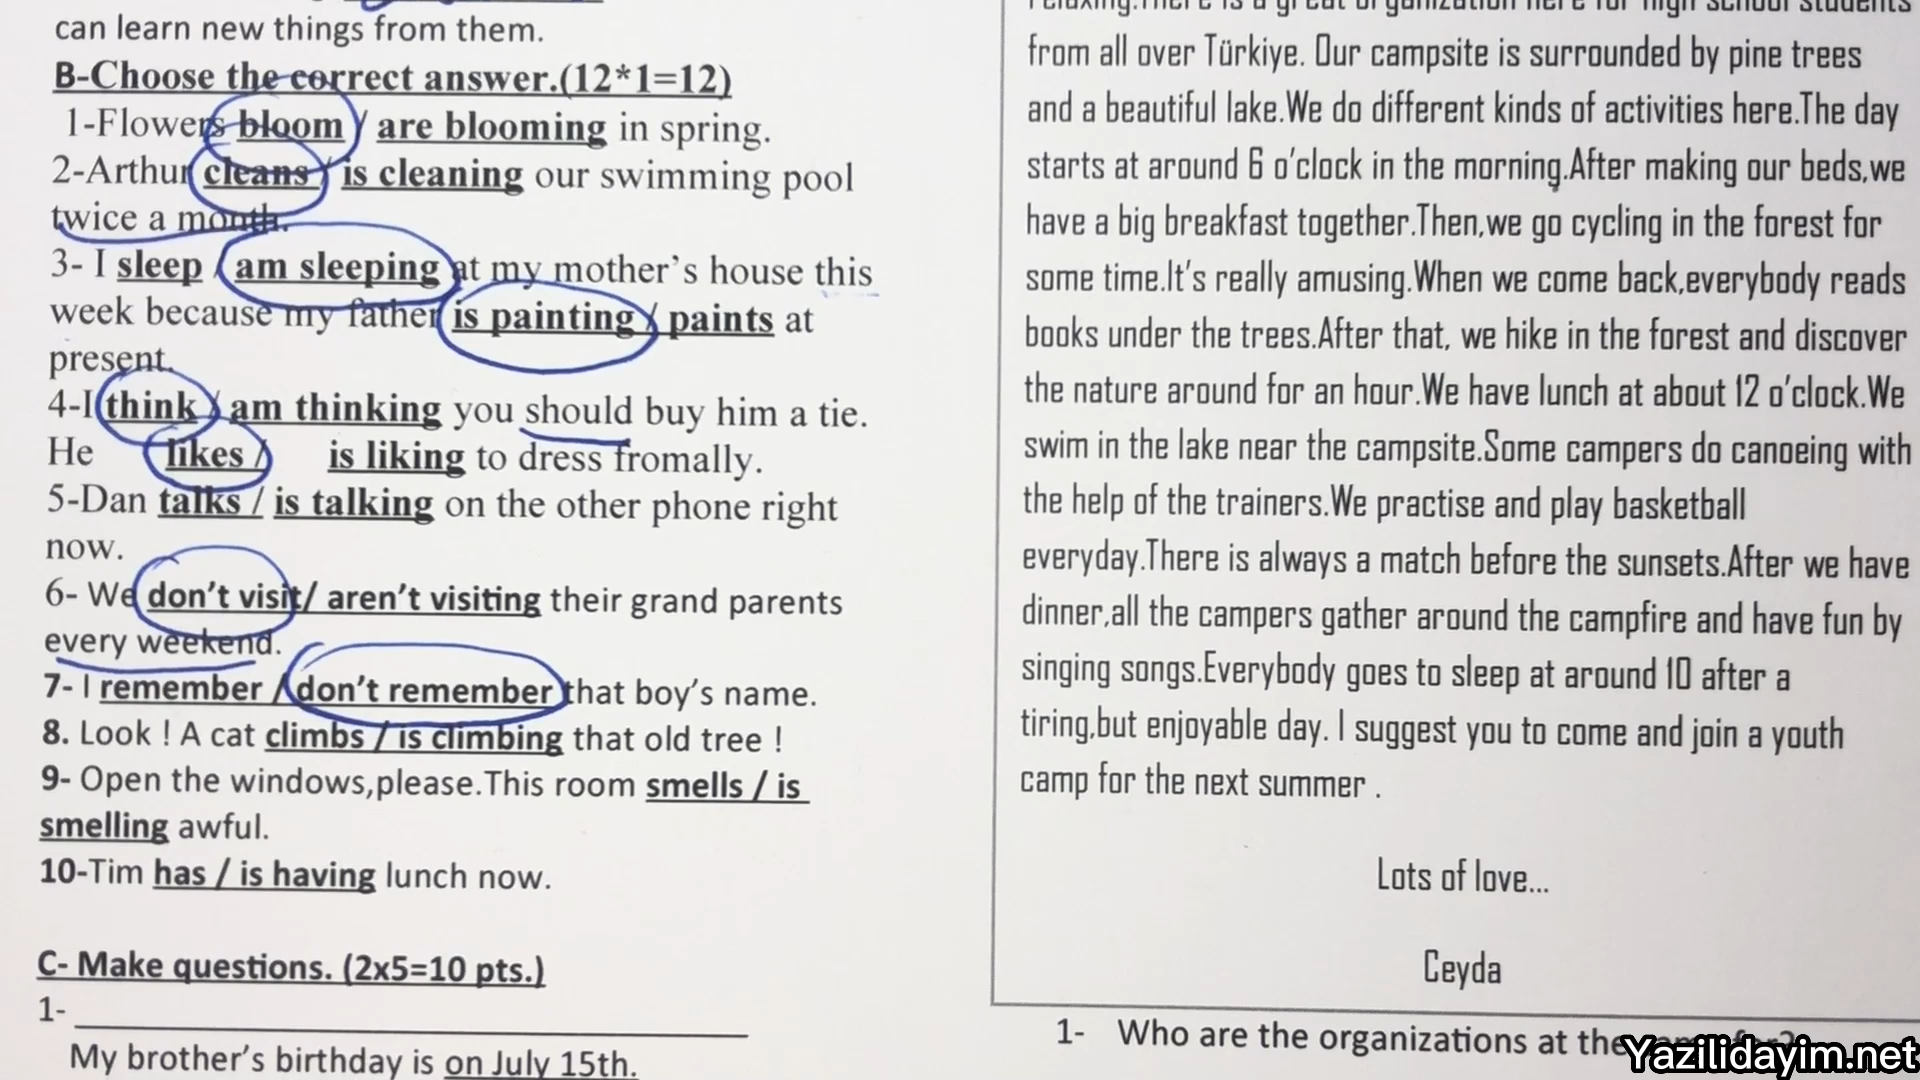 can learn new things from them.
B-Choose the correct answer.(12*1=12)
1-Flowers bloom / are blooming in spring.
2-Arthur cleans / is cleaning our swimming pool
twice a month.
3- I sleep / am sleeping at my mother's house this
week because my father is painting / paints at
present.
4-I think / am thinking you should buy him a tie.
He likes / is liking to dress fromally.
5-Dan talks / is talking on the other phone right
now.
6- We don't visit/ aren't visiting their grand parents
every weekend.
7- I remember / don't remember that boy's name.
8. Look ! A cat climbs / is climbing that old tree !
9- Open the windows,please.This room smells / is
smelling awful.
10-Tim has / is having lunch now.
C- Make questions. (2x5=10 pts.)
1-
My brother's birthday is on July 15th.
relaxing.There is a great organization here for high school students
from all over Türkiye. Our campsite is surrounded by pine trees
and a beautiful lake.We do different kinds of activities here.The day
starts at around 6 o'clock in the morning.After making our beds,we
have a big breakfast together.Then,we go cycling in the forest for
some time.It's really amusing.When we come back,everybody reads
books under the trees.After that, we hike in the forest and discover
the nature around for an hour.We have lunch at about 12 o'clock.We
swim in the lake near the campsite.Some campers do canoeing with
the help of the trainers.We practise and play basketball
everyday.There is always a match before the sunsets.After we have
dinner,all the campers gather around the campfire and have fun by
singing songs.Everybody goes to sleep at around 10 after a
tiring,but enjoyable day. I suggest you to come and join a youth
camp for the next summer .
Lots of love...
Ceyda
1- Who are the organizations at the
Yazilidayim.net